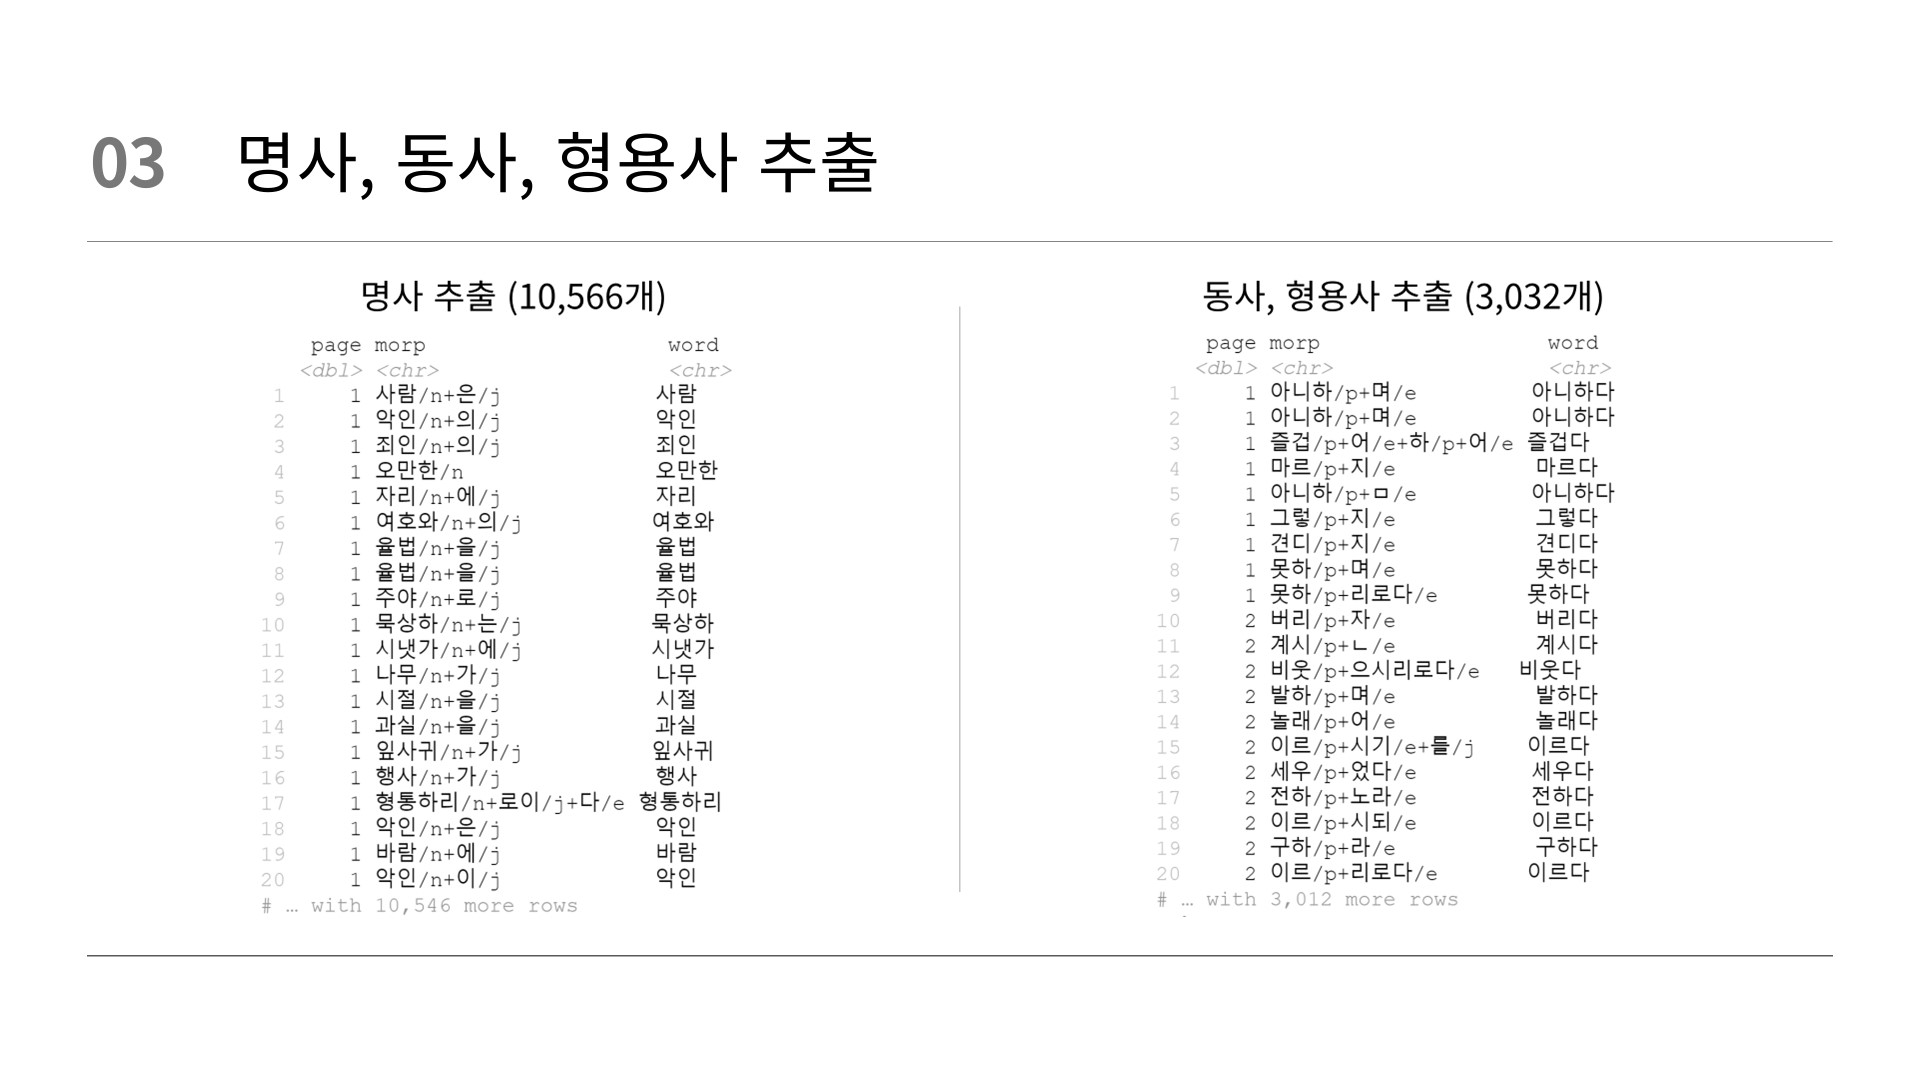 03 명사, 동사, 형용사 추출
명사 추출 (10,566개)
page morp word
<dbl> <chr> <chr>
1 1 사람/n+은/j 사람
2 1 악인/n+의/j 악인
3 1 죄인/n+의/j 죄인
4 1 오만한/n 오만한
5 1 자리/n+에/j 자리
6 1 여호와/n+의/j 여호와
7 1 율법/n+을/j 율법
8 1 율법/n+을/j 율법
9 1 주야/n+로/j 주야
10 1 묵상하/n+는/j 묵상하
11 1 시냇가/n+에/j 시냇가
12 1 나무/n+가/j 나무
13 1 시절/n+을/j 시절
14 1 과실/n+을/j 과실
15 1 잎사귀/n+가/j 잎사귀
16 1 행사/n+가/j 행사
17 1 형통하리/n+로이/j+다/e 형통하리
18 1 악인/n+은/j 악인
19 1 바람/n+에/j 바람
20 1 악인/n+이/j 악인
# … with 10,546 more rows
동사, 형용사 추출 (3,032개)
page morp word
<dbl> <chr> <chr>
1 1 아니하/p+며/e 아니하다
2 1 아니하/p+며/e 아니하다
3 1 즐겁/p+어/e+하/p+어/e 즐겁다
4 1 마르/p+지/e 마르다
5 1 아니하/p+ㅁ/e 아니하다
6 1 그렇/p+지/e 그렇다
7 1 견디/p+지/e 견디다
8 1 못하/p+며/e 못하다
9 1 못하/p+리로다/e 못하다
10 2 버리/p+자/e 버리다
11 2 계시/p+ㄴ/e 계시다
12 2 비웃/p+으시리로다/e 비웃다
13 2 발하/p+며/e 발하다
14 2 놀래/p+어/e 놀래다
15 2 이르/p+시기/e+를/j 이르다
16 2 세우/p+었다/e 세우다
17 2 전하/p+노라/e 전하다
18 2 이르/p+시되/e 이르다
19 2 구하/p+라/e 구하다
20 2 이르/p+리로다/e 이르다
# … with 3,012 more rows